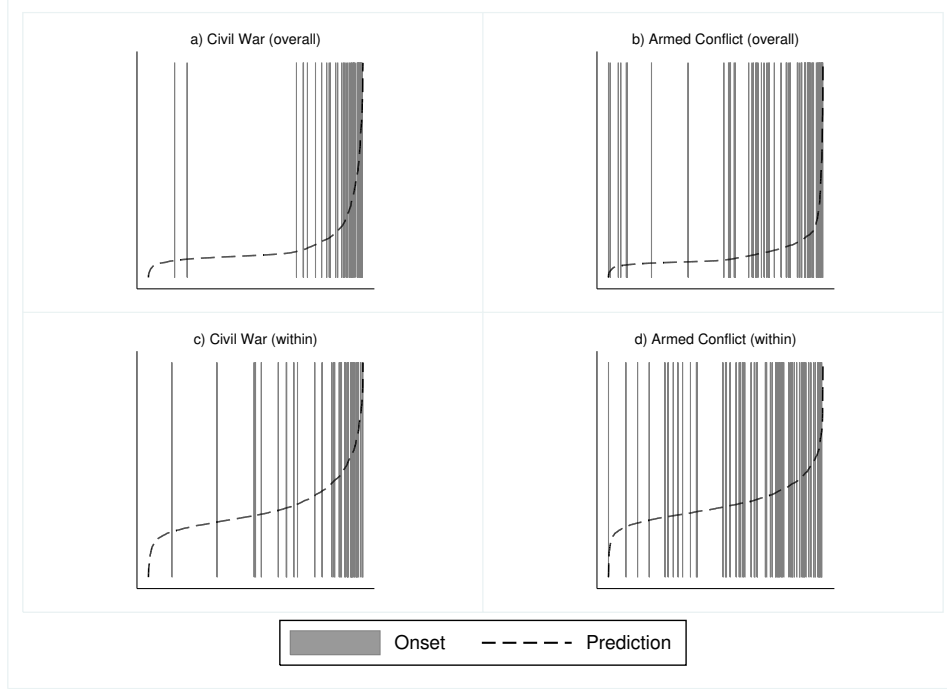 a) Civil War (overall)
b) Armed Conflict (overall)
c) Civil War (within)
d) Armed Conflict (within)
Onset
Prediction